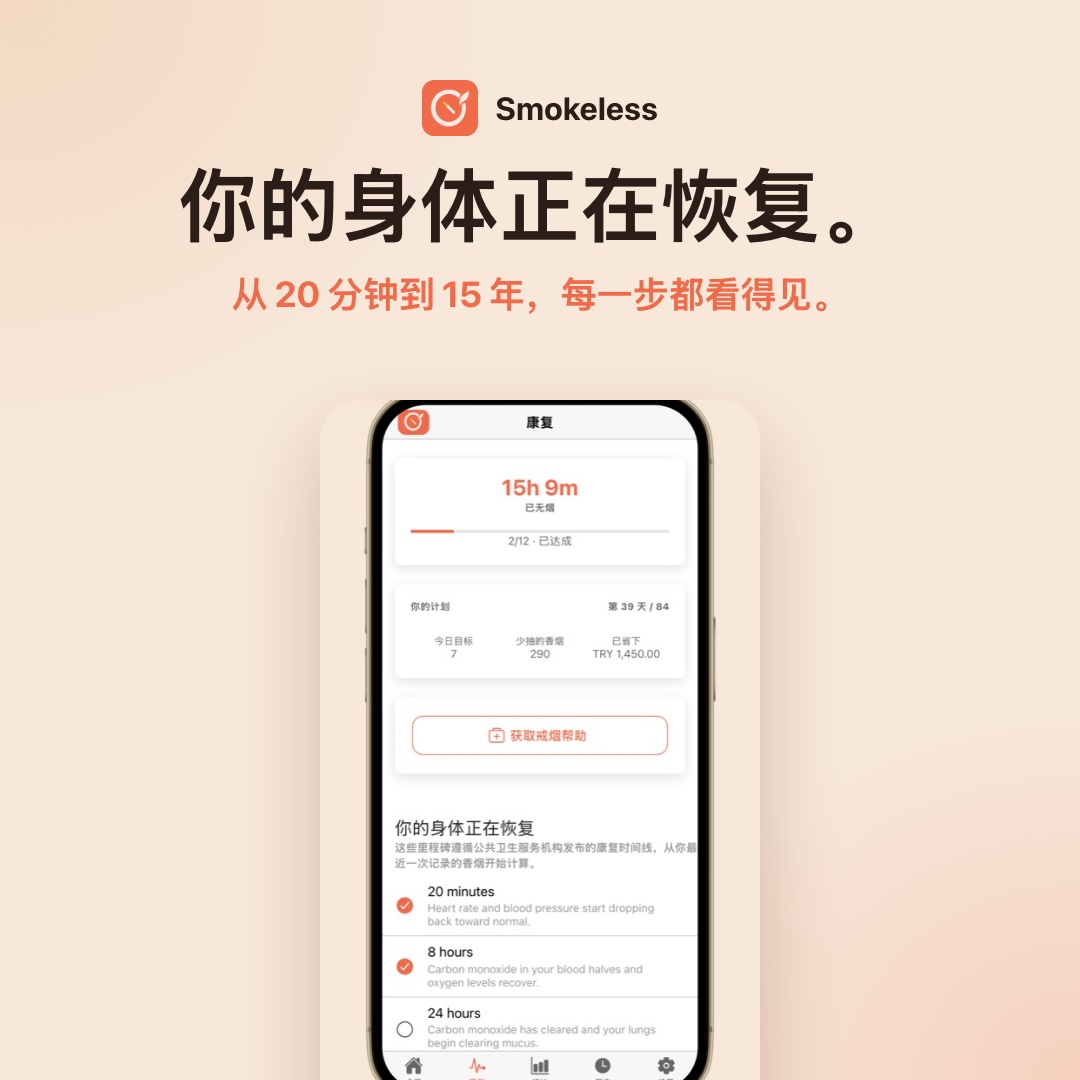 Smokeless
你的身体正在恢复。
从 20 分钟到 15 年，每一步都看得见。
康复
15h 9m
已无烟
2/12 · 已达成
你的计划
第 39 天 / 84
今日目标
少抽的香烟
已省下
7
290
TRY 1,450.00
获取戒烟帮助
你的身体正在恢复
这些里程碑遵循公共卫生服务机构发布的康复时间线，从你最
近一次记录的香烟开始计算。
20 minutes
Heart rate and blood pressure start dropping
back toward normal.
8 hours
Carbon monoxide in your blood halves and
oxygen levels recover.
24 hours
Carbon monoxide has cleared and your lungs
begin clearing mucus.